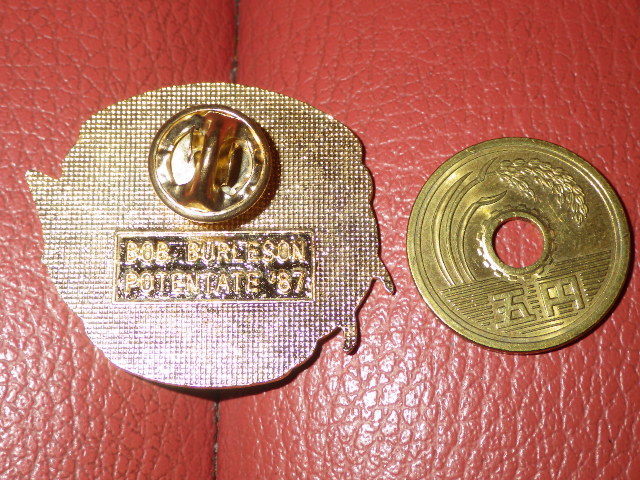 BOB BURLESON
POTENTATE '87
五円